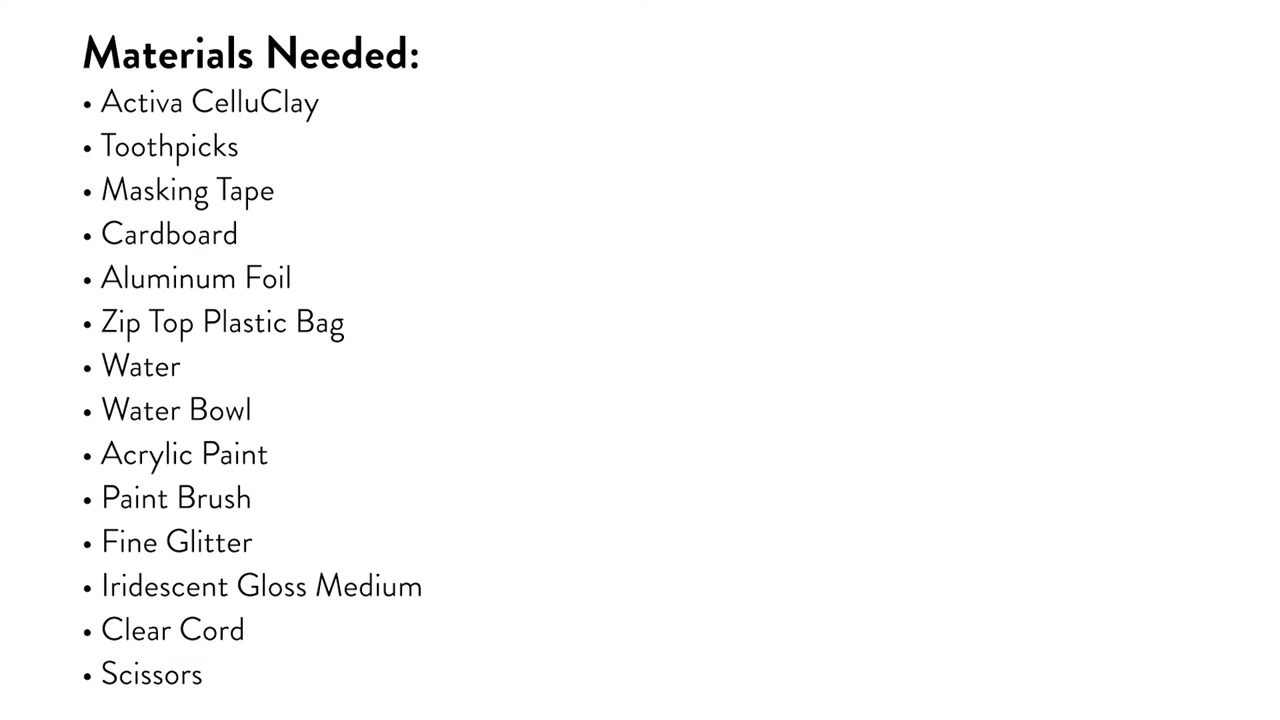 Materials Needed:
• Activa CelluClay
• Toothpicks
• Masking Tape
• Cardboard
• Aluminum Foil
• Zip Top Plastic Bag
• Water
• Water Bowl
• Acrylic Paint
• Paint Brush
• Fine Glitter
• Iridescent Gloss Medium
• Clear Cord
• Scissors